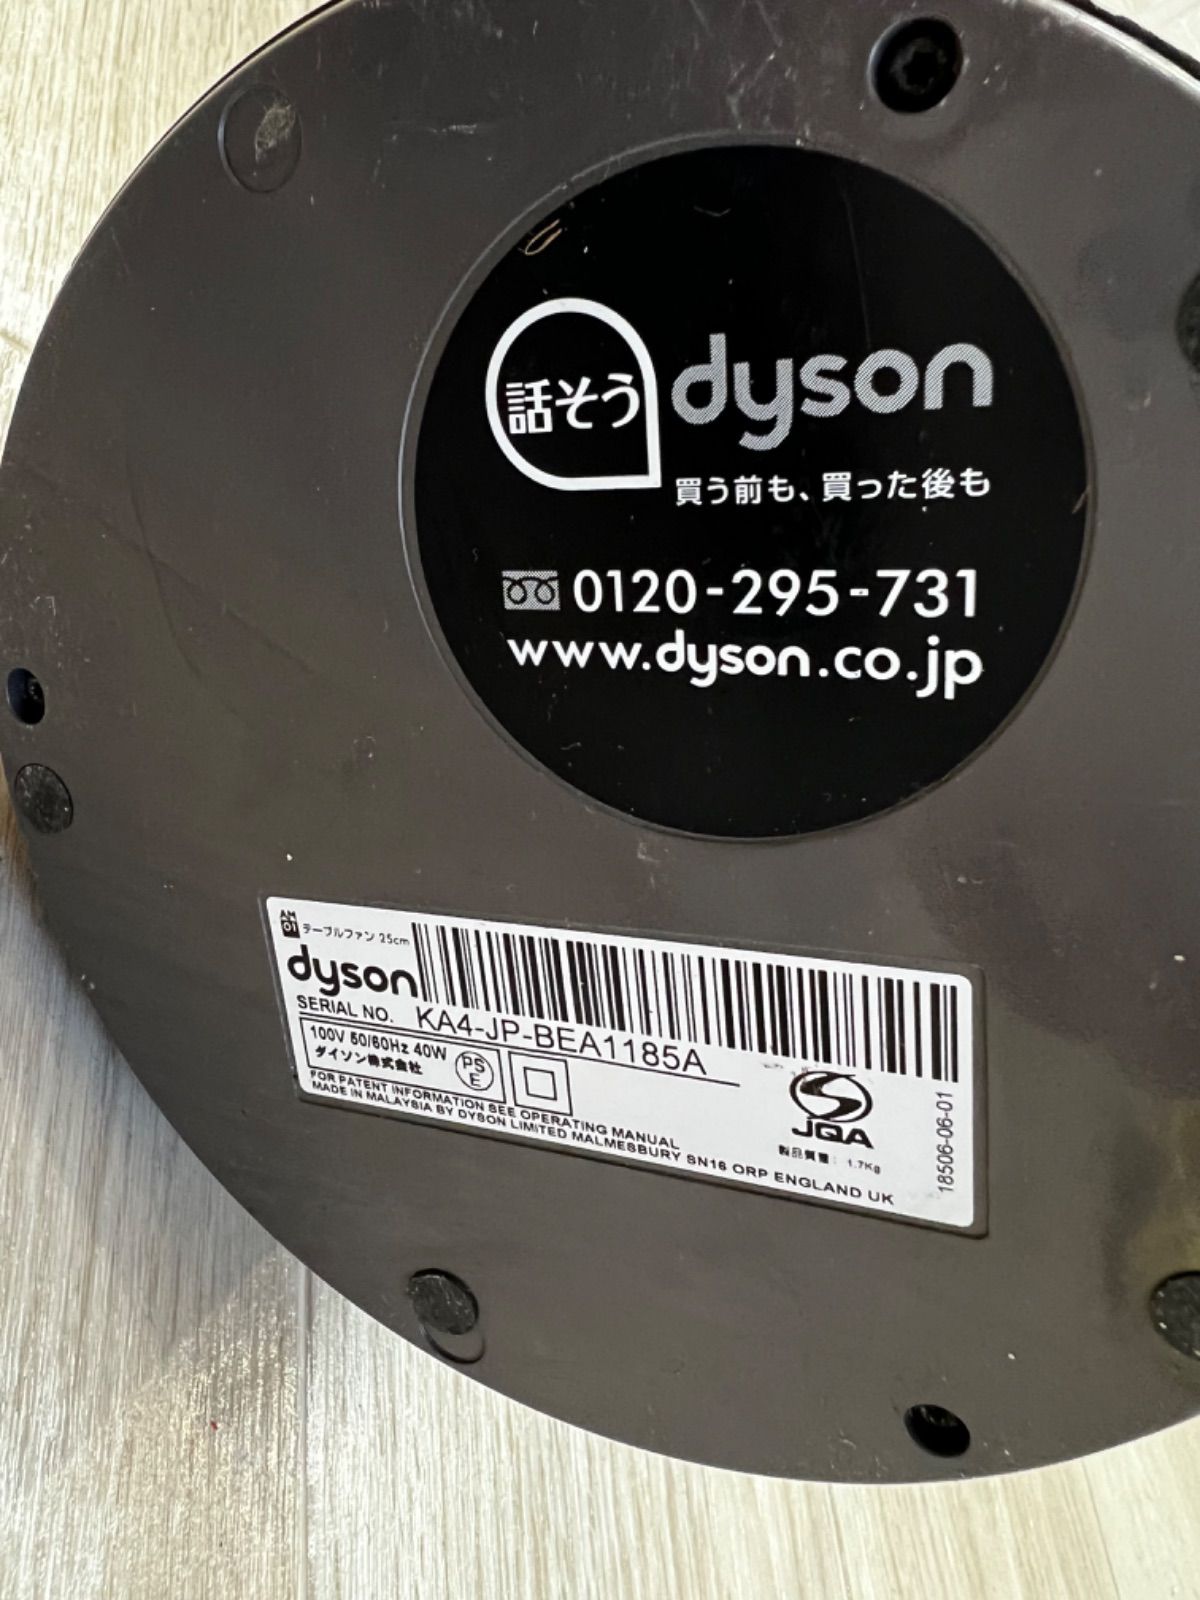 話そう dyson
買う前も、買った後も
0120-295-731
www.dyson.co.jp
AM
01 テーブルファン 25cm
dyson
SERIAL NO. KA4-JP-BEA1185A
100V 50/60Hz 40W
ダイソン株式会社
PS
E
FOR PATENT INFORMATION SEE OPERATING MANUAL
MADE IN MALAYSIA BY DYSON LIMITED MALMESBURY SN16 0RP ENGLAND UK
JQA
製品質量: 1.7Kg
18506-06-01